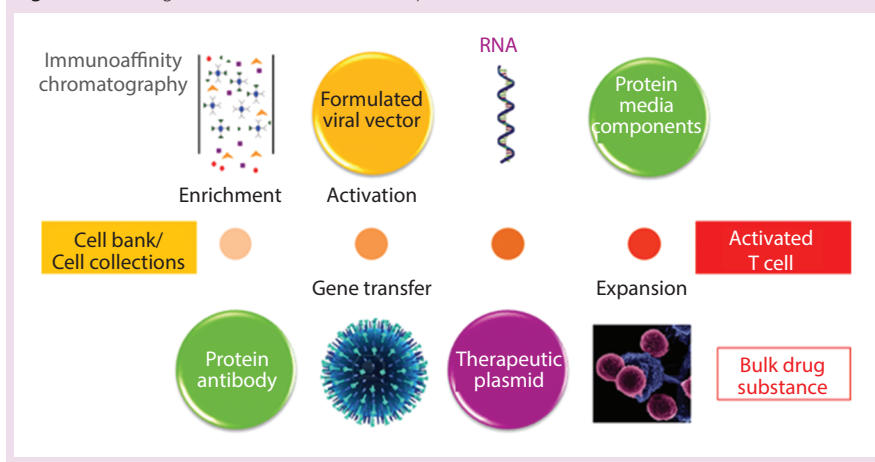 Immunoaffinity
chromatography
RNA
Formulated
viral vector
Protein
media
components
Enrichment
Activation
Cell bank/
Cell collections
Activated
T cell
Gene transfer
Expansion
Protein
antibody
Therapeutic
plasmid
Bulk drug
substance